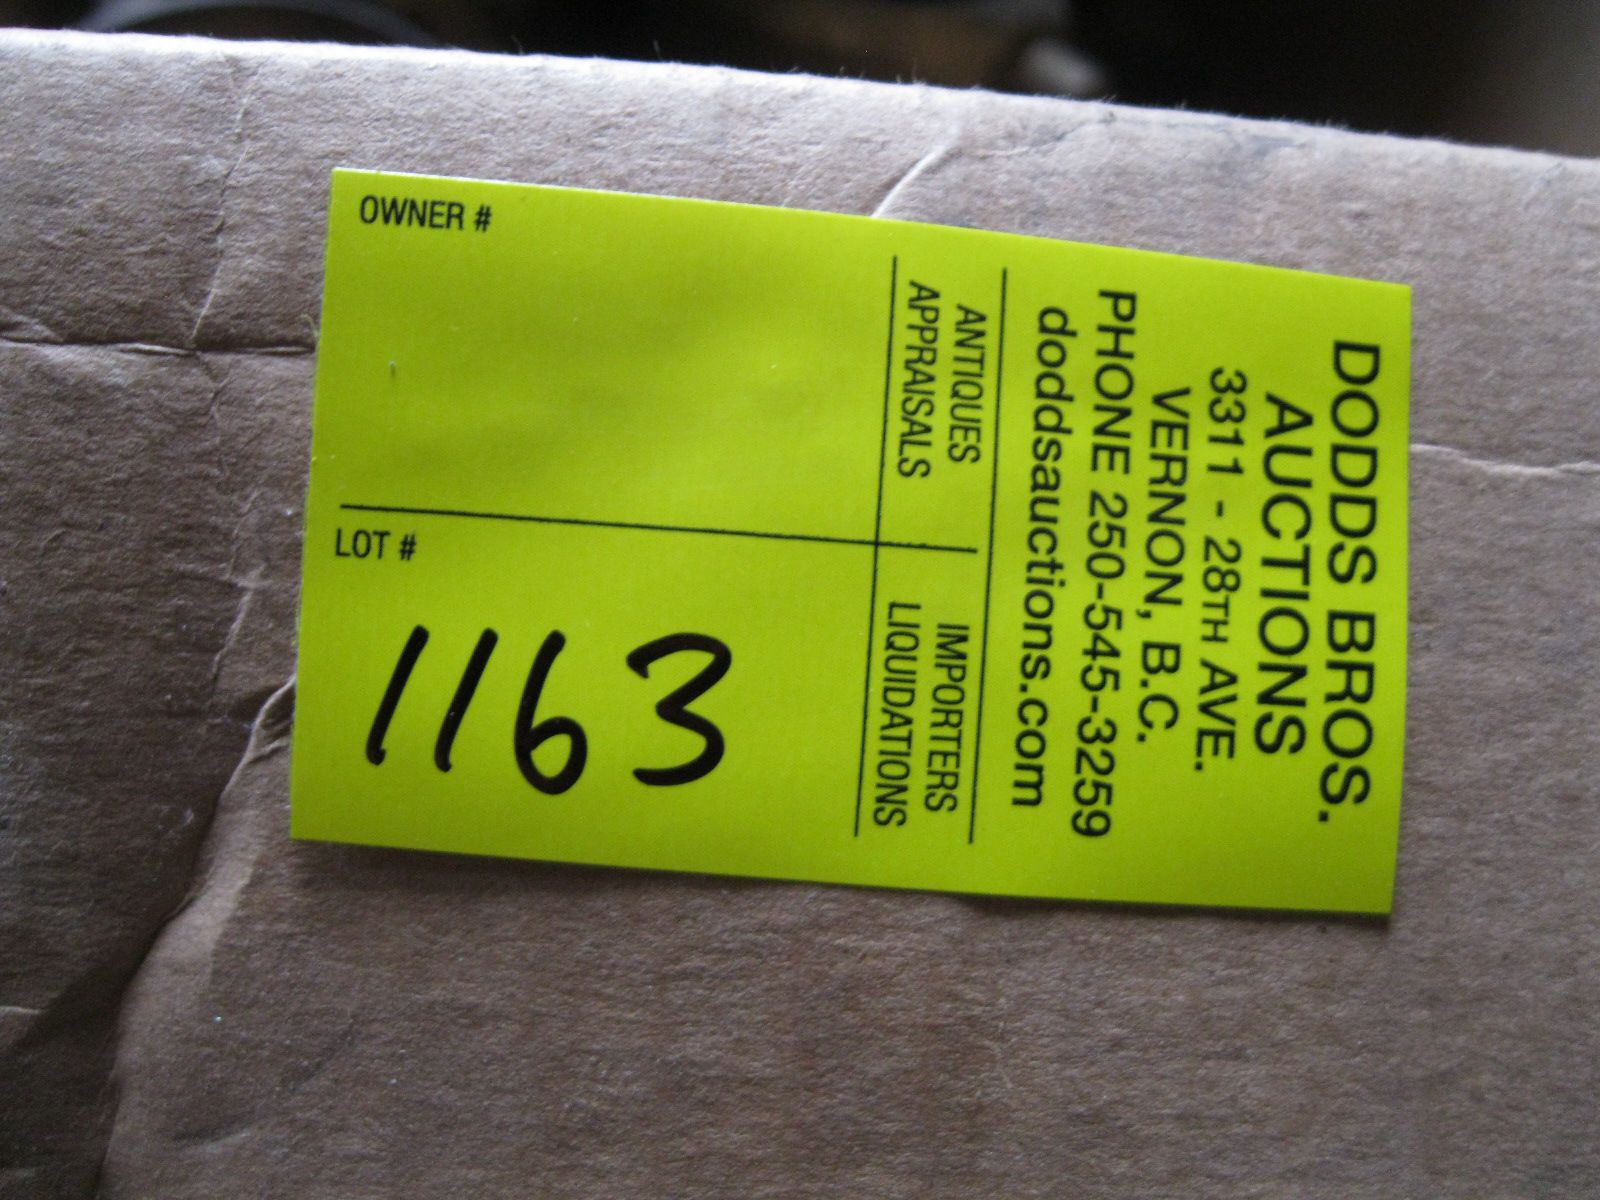 DODDS BROS.
AUCTIONS
3311 - 28TH AVE.
VERNON, B.C.
PHONE 250-545-3259
doddsauctions.com
ANTIQUES
APPRAISALS
IMPORTERS
LIQUIDATIONS
OWNER #
LOT #
1163